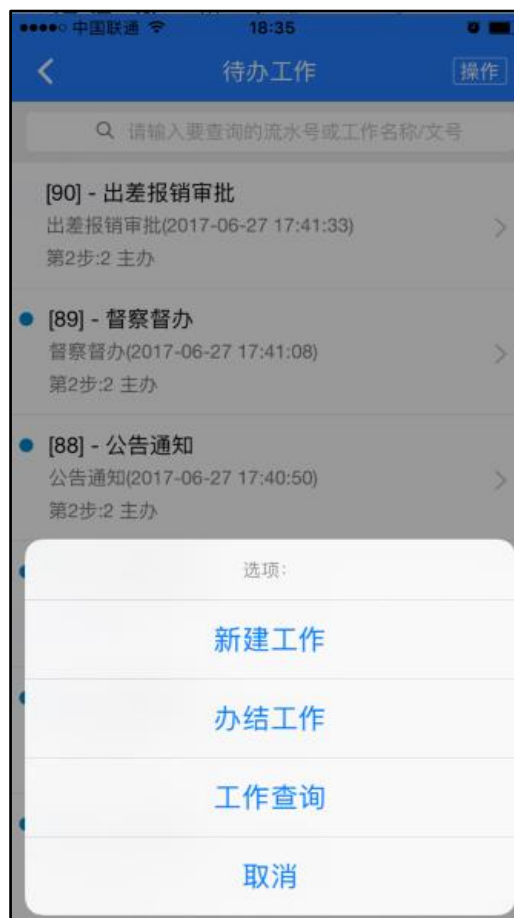 中国联通 18:35
待办工作 操作
请输入要查询的流水号或工作名称/文号
[90] - 出差报销审批
出差报销审批(2017-06-27 17:41:33)
第2步:2 主办
[89] - 督察督办
督察督办(2017-06-27 17:41:08)
第2步:2 主办
[88] - 公告通知
公告通知(2017-06-27 17:40:50)
第2步:2 主办
选项:
新建工作
办结工作
工作查询
取消